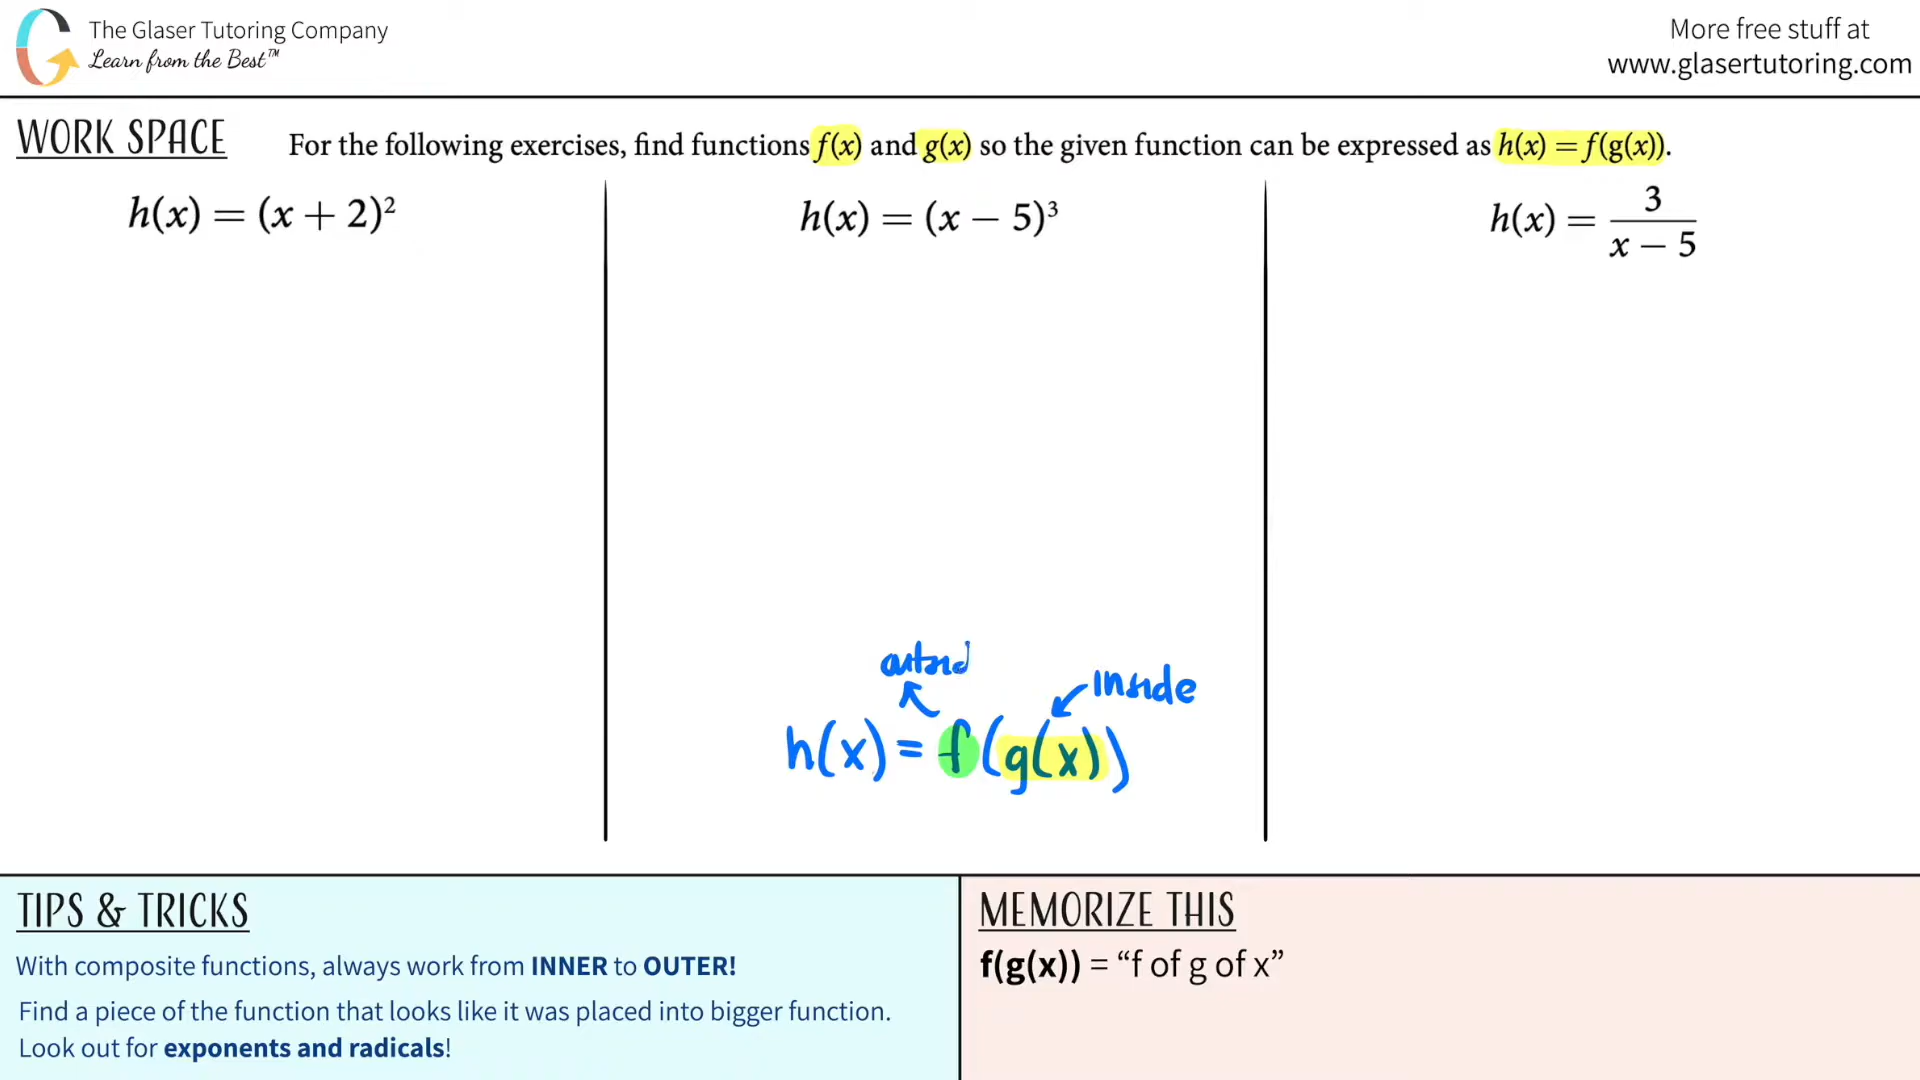 The Glaser Tutoring Company
Learn from the Best™
More free stuff at
www.glasertutoring.com
WORK SPACE
For the following exercises, find functions f(x) and g(x) so the given function can be expressed as h(x) = f(g(x)).
h(x) = (x + 2)²
h(x) = (x − 5)³
h(x) = 3/(x − 5)
inside
h(x) = f(g(x))
TIPS & TRICKS
With composite functions, always work from INNER to OUTER!
Find a piece of the function that looks like it was placed into bigger function.
Look out for exponents and radicals!
MEMORIZE THIS
f(g(x)) = “f of g of x”